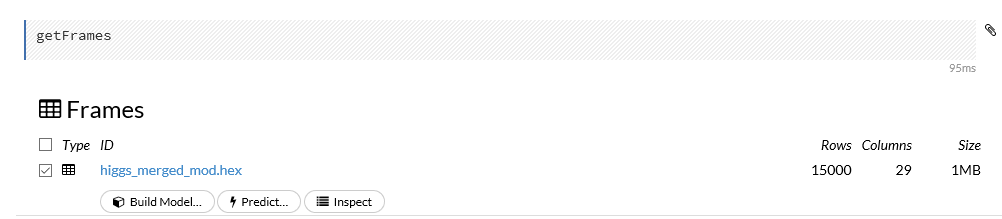 getFrames
95ms
Frames
Type ID Rows Columns Size
higgs_merged_mod.hex 15000 29 1MB
Build Model... Predict... Inspect